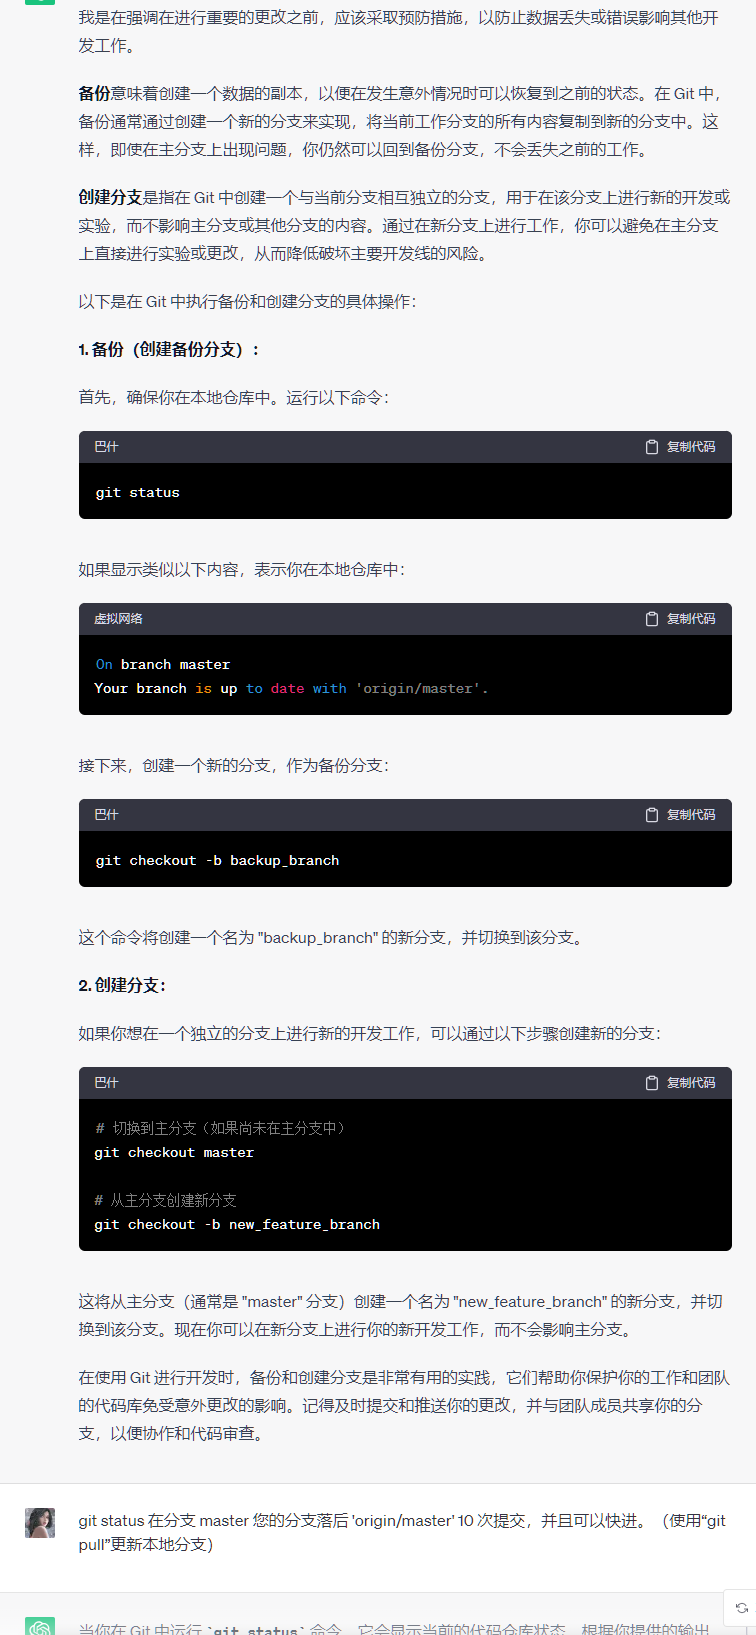 我是在强调在进行重要的更改之前，应该采取预防措施，以防止数据丢失或错误影响其他开
发工作。
备份意味着创建一个数据的副本，以便在发生意外情况时可以恢复到之前的状态。在 Git 中，
备份通常通过创建一个新的分支来实现，将当前工作分支的所有内容复制到新的分支中。这
样，即使在主分支上出现问题，你仍然可以回到备份分支，不会丢失之前的工作。
创建分支是指在 Git 中创建一个与当前分支相互独立的分支，用于在该分支上进行新的开发或
实验，而不影响主分支或其他分支的内容。通过在新分支上进行工作，你可以避免在主分支
上直接进行实验或更改，从而降低破坏主要开发线的风险。
以下是在 Git 中执行备份和创建分支的具体操作：
1. 备份（创建备份分支）：
首先，确保你在本地仓库中。运行以下命令：
巴什 复制代码
git status
如果显示类似以下内容，表示你在本地仓库中：
虚拟网络 复制代码
On branch master
Your branch is up to date with 'origin/master'.
接下来，创建一个新的分支，作为备份分支：
巴什 复制代码
git checkout -b backup_branch
这个命令将创建一个名为 "backup_branch" 的新分支，并切换到该分支。
2. 创建分支：
如果你想在一个独立的分支上进行新的开发工作，可以通过以下步骤创建新的分支：
巴什 复制代码
# 切换到主分支（如果尚未在主分支中）
git checkout master
# 从主分支创建新分支
git checkout -b new_feature_branch
这将从主分支（通常是 "master" 分支）创建一个名为 "new_feature_branch" 的新分支，并切
换到该分支。现在你可以在新分支上进行你的新开发工作，而不会影响主分支。
在使用 Git 进行开发时，备份和创建分支是非常有用的实践，它们帮助你保护你的工作和团队
的代码库免受意外更改的影响。记得及时提交和推送你的更改，并与团队成员共享你的分
支，以便协作和代码审查。
git status 在分支 master 您的分支落后 'origin/master' 10 次提交，并且可以快进。（使用“git
pull”更新本地分支）
当你在 Git 中运行 `git status` 命令，它会显示当前的代码仓库状态，根据你提供的输出